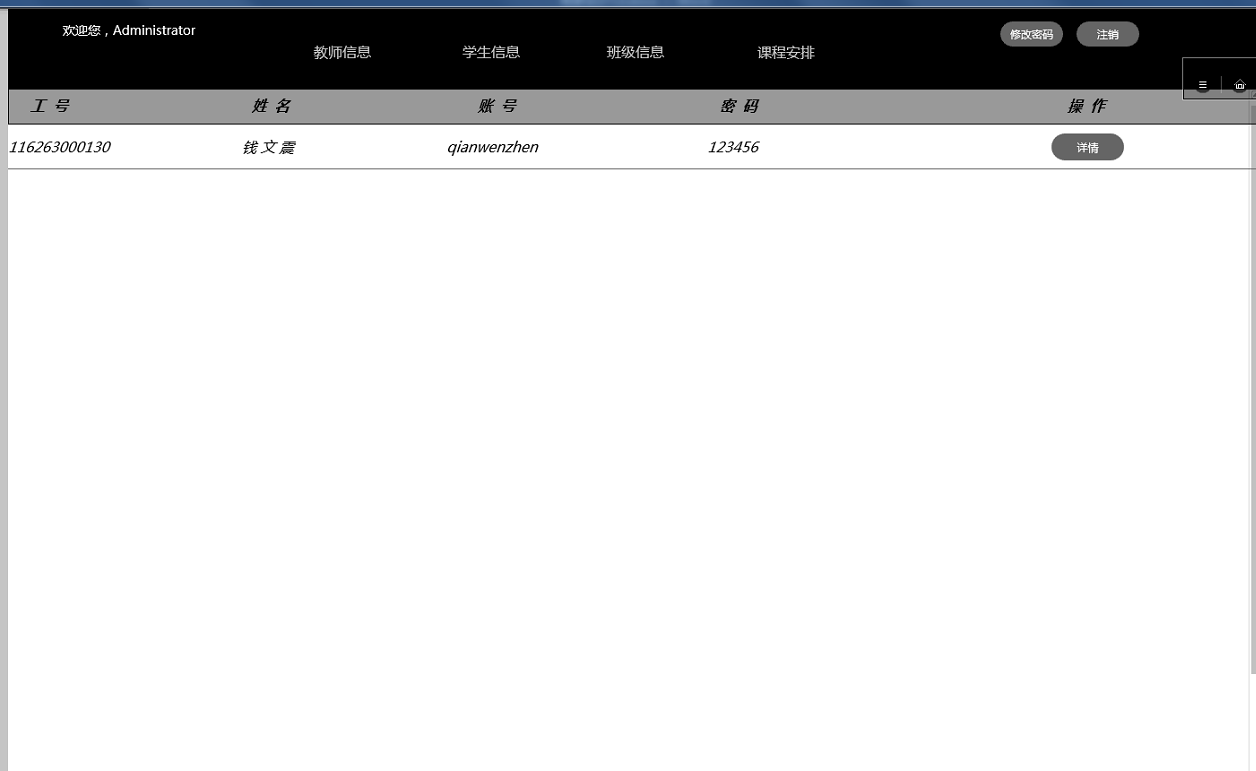 欢迎您，Administrator
修改密码 注销
教师信息 学生信息 班级信息 课程安排
工号 姓名 账号 密码 操作
116263000130 钱文震 qianwenzhen 123456 详情